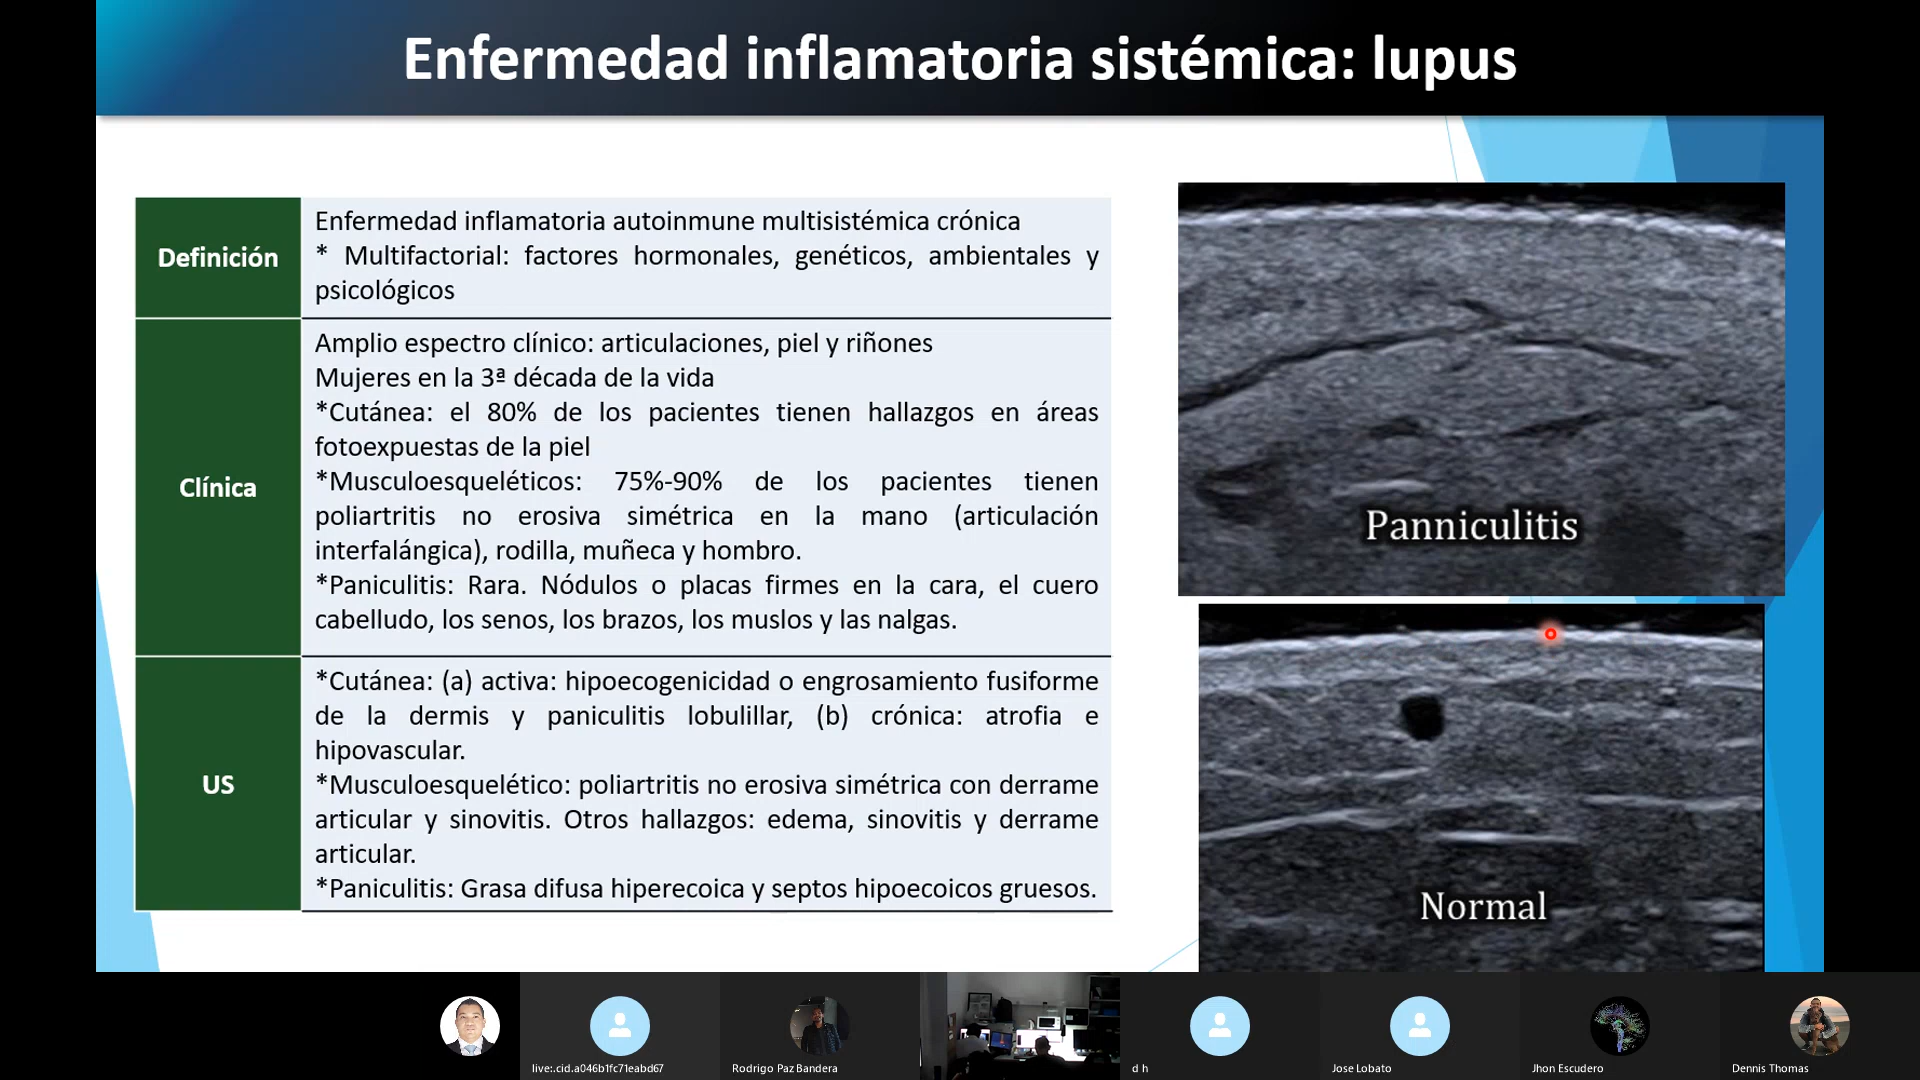 Enfermedad inflamatoria sistémica: lupus
Definición
Enfermedad inflamatoria autoinmune multisistémica crónica
* Multifactorial: factores hormonales, genéticos, ambientales y
psicológicos
Clínica
Amplio espectro clínico: articulaciones, piel y riñones
Mujeres en la 3ª década de la vida
*Cutánea: el 80% de los pacientes tienen hallazgos en áreas
fotoexpuestas de la piel
*Musculoesqueléticos: 75%-90% de los pacientes tienen
poliartritis no erosiva simétrica en la mano (articulación
interfalángica), rodilla, muñeca y hombro.
*Paniculitis: Rara. Nódulos o placas firmes en la cara, el cuero
cabelludo, los senos, los brazos, los muslos y las nalgas.
US
*Cutánea: (a) activa: hipoecogenicidad o engrosamiento fusiforme
de la dermis y paniculitis lobulillar, (b) crónica: atrofia e
hipovascular.
*Musculoesquelético: poliartritis no erosiva simétrica con derrame
articular y sinovitis. Otros hallazgos: edema, sinovitis y derrame
articular.
*Paniculitis: Grasa difusa hiperecoica y septos hipoecoicos gruesos.
Panniculitis
Normal
live:.cid.a046b1fc71eabd67
Rodrigo Paz Bandera
d h
Jose Lobato
Jhon Escudero
Dennis Thomas